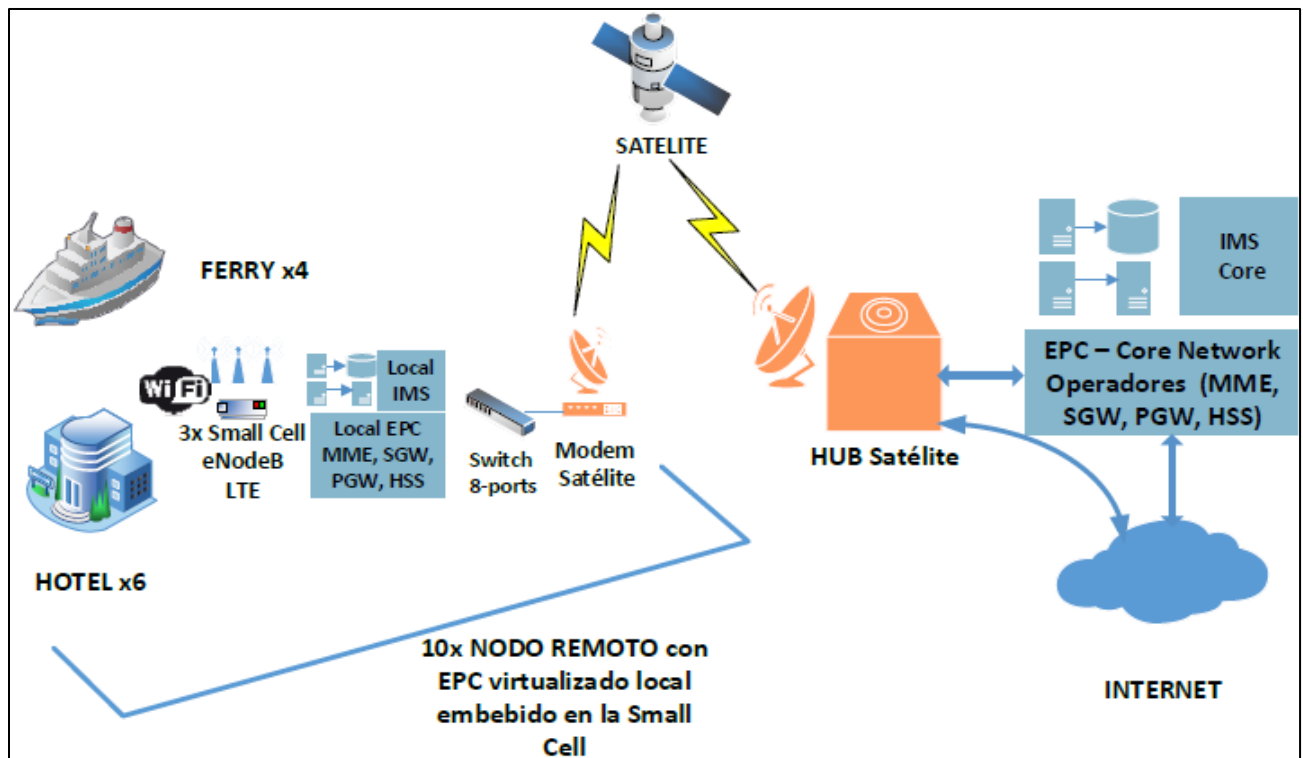 SATELITE
FERRY x4
IMS
Core
EPC – Core Network
Operadores (MME,
SGW, PGW, HSS)
Wi Fi
Local
IMS
3x Small Cell
eNodeB
LTE
Local EPC
MME, SGW,
PGW, HSS
Switch
8-ports
Modem
Satélite
HUB Satélite
HOTEL x6
10x NODO REMOTO con
EPC virtualizado local
embebido en la Small
Cell
INTERNET